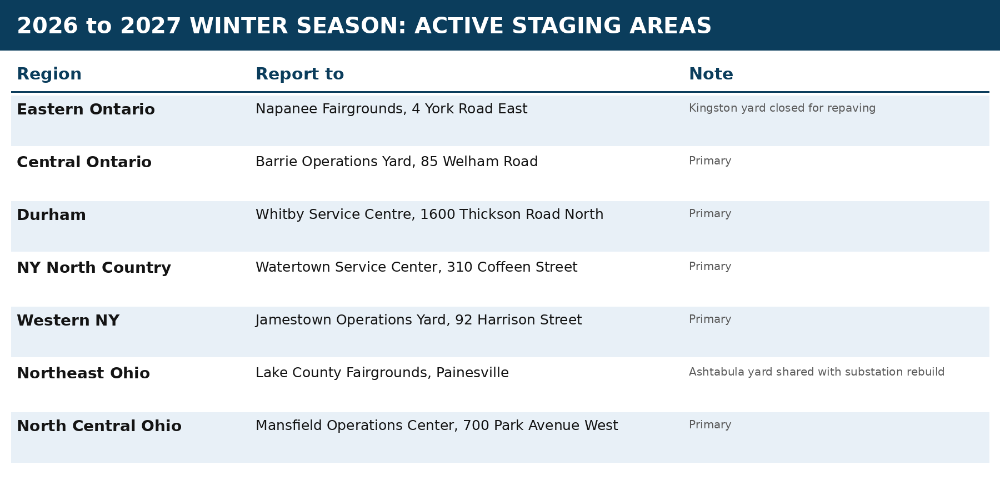 2026 to 2027 WINTER SEASON: ACTIVE STAGING AREAS
Region Report to Note
Eastern Ontario Napanee Fairgrounds, 4 York Road East Kingston yard closed for repaving
Central Ontario Barrie Operations Yard, 85 Welham Road Primary
Durham Whitby Service Centre, 1600 Thickson Road North Primary
NY North Country Watertown Service Center, 310 Coffeen Street Primary
Western NY Jamestown Operations Yard, 92 Harrison Street Primary
Northeast Ohio Lake County Fairgrounds, Painesville Ashtabula yard shared with substation rebuild
North Central Ohio Mansfield Operations Center, 700 Park Avenue West Primary